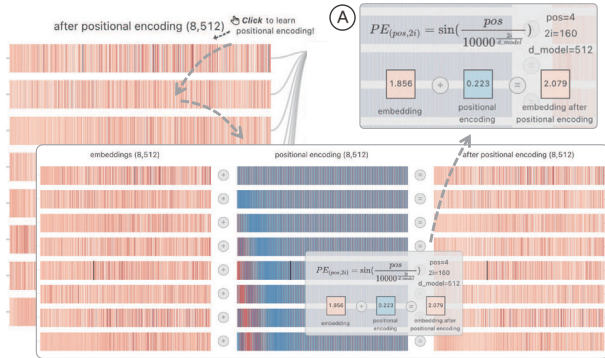 after positional encoding (8,512)
Click to learn
positional encoding!
A
PE(pos,2i) = sin( pos / 10000^(2i/d_model) )
pos=4
2i=160
d_model=512
1.856 + 0.223 = 2.079
embedding
positional
encoding
embedding after
positional encoding
embeddings (8,512)
positional encoding (8,512)
after positional encoding (8,512)
+ =
+ =
+ =
+ =
+ =
+ =
+ =
+ =
PE(pos,2i) = sin( pos / 10000^(2i/d_model) )
pos=4
2i=160
d_model=512
1.856 + 0.223 = 2.079
embedding
positional
encoding
embedding after
positional encoding